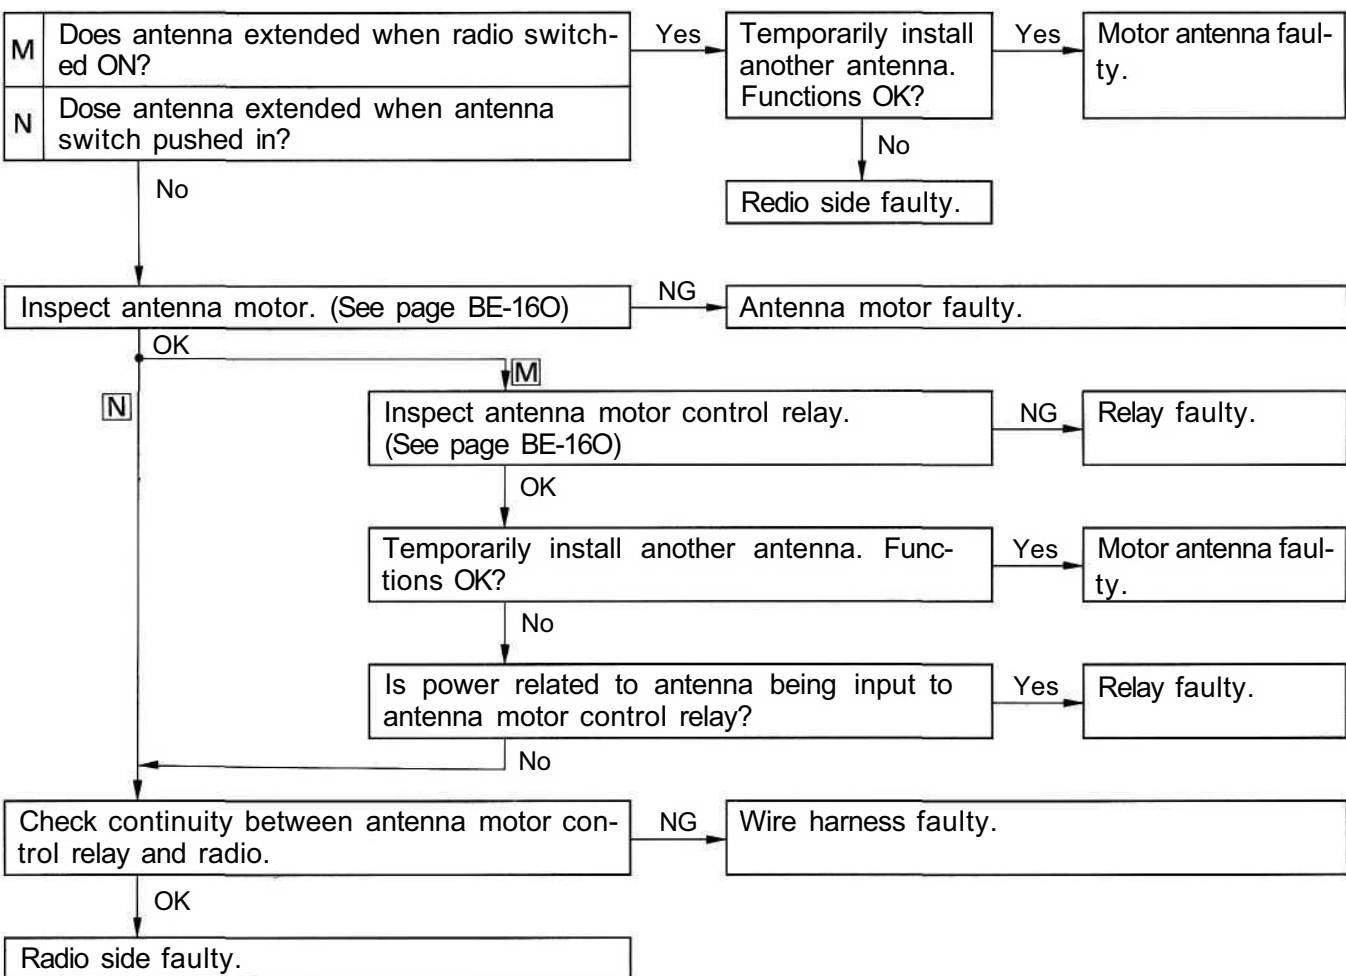 M
Does antenna extended when radio switch-
ed ON?
Yes
Temporarily install
another antenna.
Functions OK?
Yes
Motor antenna faul-
ty.
N
Dose antenna extended when antenna
switch pushed in?
No
Redio side faulty.
No
Inspect antenna motor. (See page BE-16O)
NG
Antenna motor faulty.
OK
M
N
Inspect antenna motor control relay.
(See page BE-16O)
NG
Relay faulty.
OK
Temporarily install another antenna. Func-
tions OK?
Yes
Motor antenna faul-
ty.
No
Is power related to antenna being input to
antenna motor control relay?
Yes
Relay faulty.
No
Check continuity between antenna motor con-
trol relay and radio.
NG
Wire harness faulty.
OK
Radio side faulty.